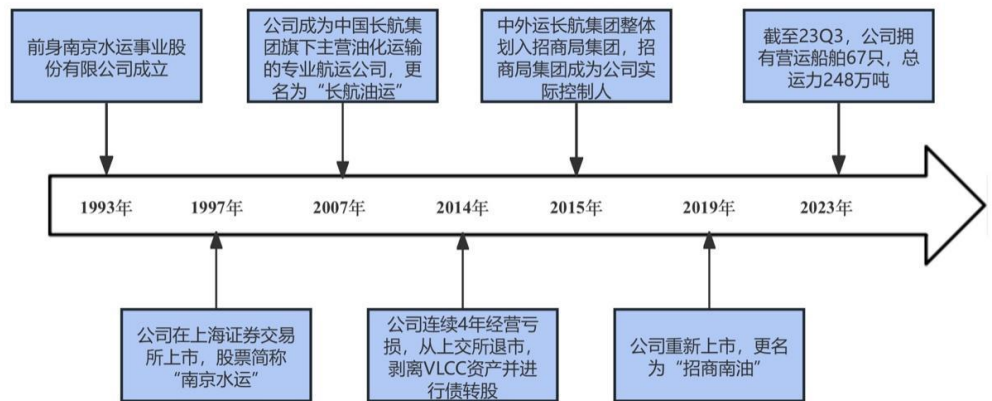 前身南京水运事业股
份有限公司成立
公司成为中国长航集
团旗下主营油化运输
的专业航运公司，更
名为“长航油运”
中外运长航集团整体
划入招商局集团，招
商局集团成为公司实
际控制人
截至23Q3，公司拥
有营运船舶67只，总
运力248万吨
1993年
1997年
2007年
2014年
2015年
2019年
2023年
公司在上海证券交易
所上市，股票简称
“南京水运”
公司连续4年经营亏
损，从上交所退市，
剥离VLCC资产并进
行债转股
公司重新上市，更名
为“招商南油”